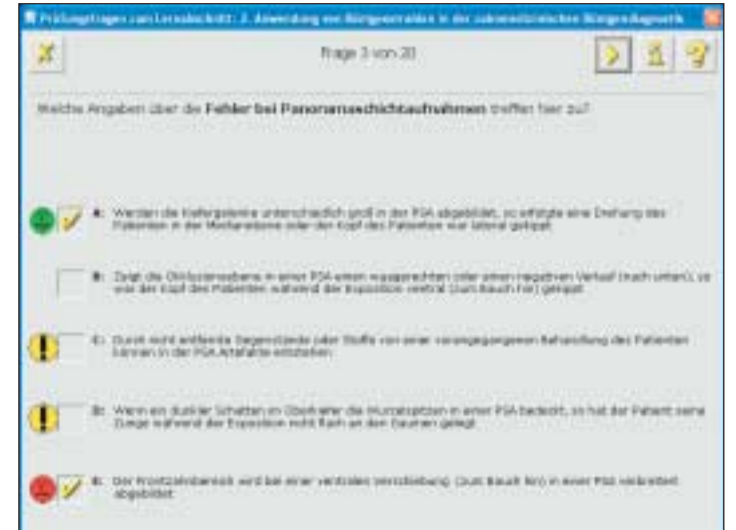 Prüfungsfragen zum Lernabschnitt: 2. Anwendung von Röntgenstrahlen in der zahnmedizinischen Röntgendiagnostik
Frage 3 von 20
Welche Angaben über die Fehler bei Panoramaschichtaufnahmen treffen hier zu?
A: Werden die Kiefergelenke unterschiedlich groß in der PSA abgebildet, so erfolgte eine Drehung des
Patienten in der Medianebene oder der Kopf des Patienten war lateral gekippt
B: Zeigt die Okklusionsebene in einer PSA einen waagrechten oder einen negativen Verlauf (nach unten), so
war der Kopf des Patienten während der Exposition ventral (zum Bauch hin) gekippt
C: Durch nicht entfernte Gegenstände oder Stoffe von einer vorangegangenen Behandlung des Patienten
können in der PSA Artefakte entstehen
D: Wenn ein dunkler Schatten im Oberkiefer die Wurzelspitzen in einer PSA bedeckt, so hat der Patient seine
Zunge während der Exposition nicht flach an den Gaumen gelegt
E: Der Frontzahnbereich wird bei einer ventralen Verschiebung (zum Bauch hin) in einer PSA verbreitert
abgebildet